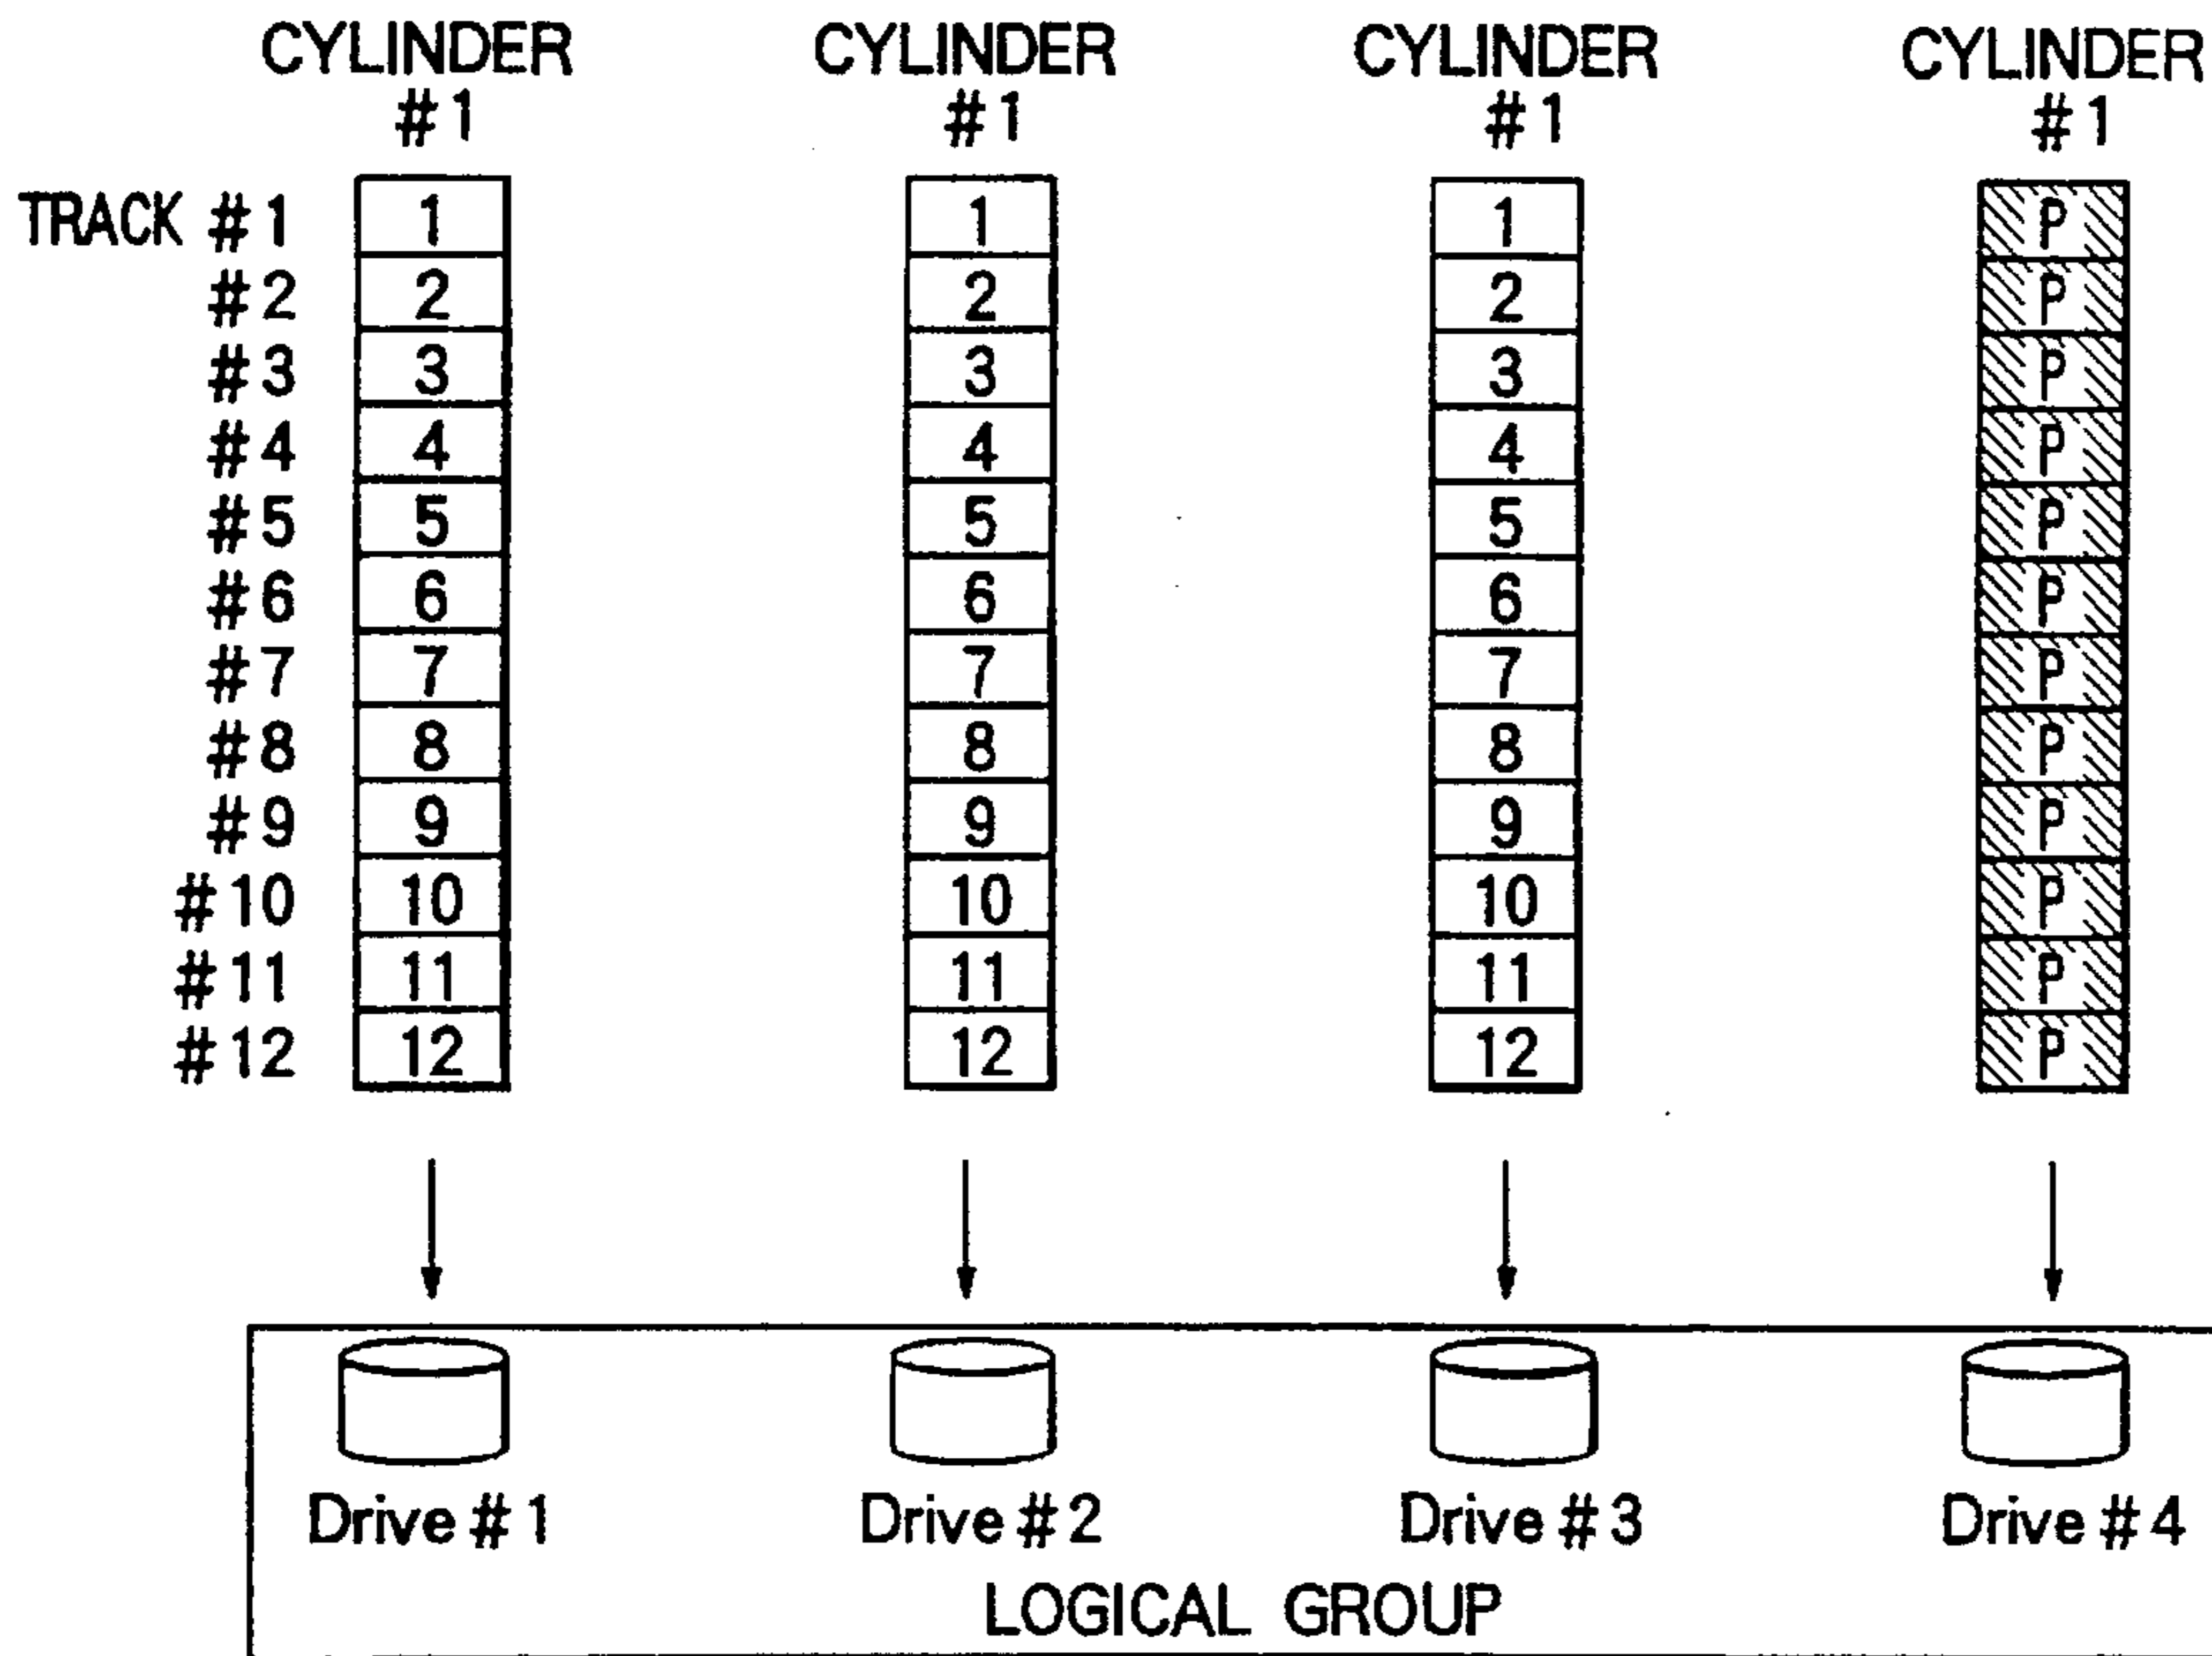 CYLINDER CYLINDER CYLINDER CYLINDER
#1 #1 #1 #1
TRACK #1 1 1 1 P
#2 2 2 2 P
#3 3 3 3 P
#4 4 4 4 P
#5 5 5 5 P
#6 6 6 6 P
#7 7 7 7 P
#8 8 8 8 P
#9 9 9 9 P
#10 10 10 10 P
#11 11 11 11 P
#12 12 12 12 P
Drive #1 Drive #2 Drive #3 Drive #4
LOGICAL GROUP